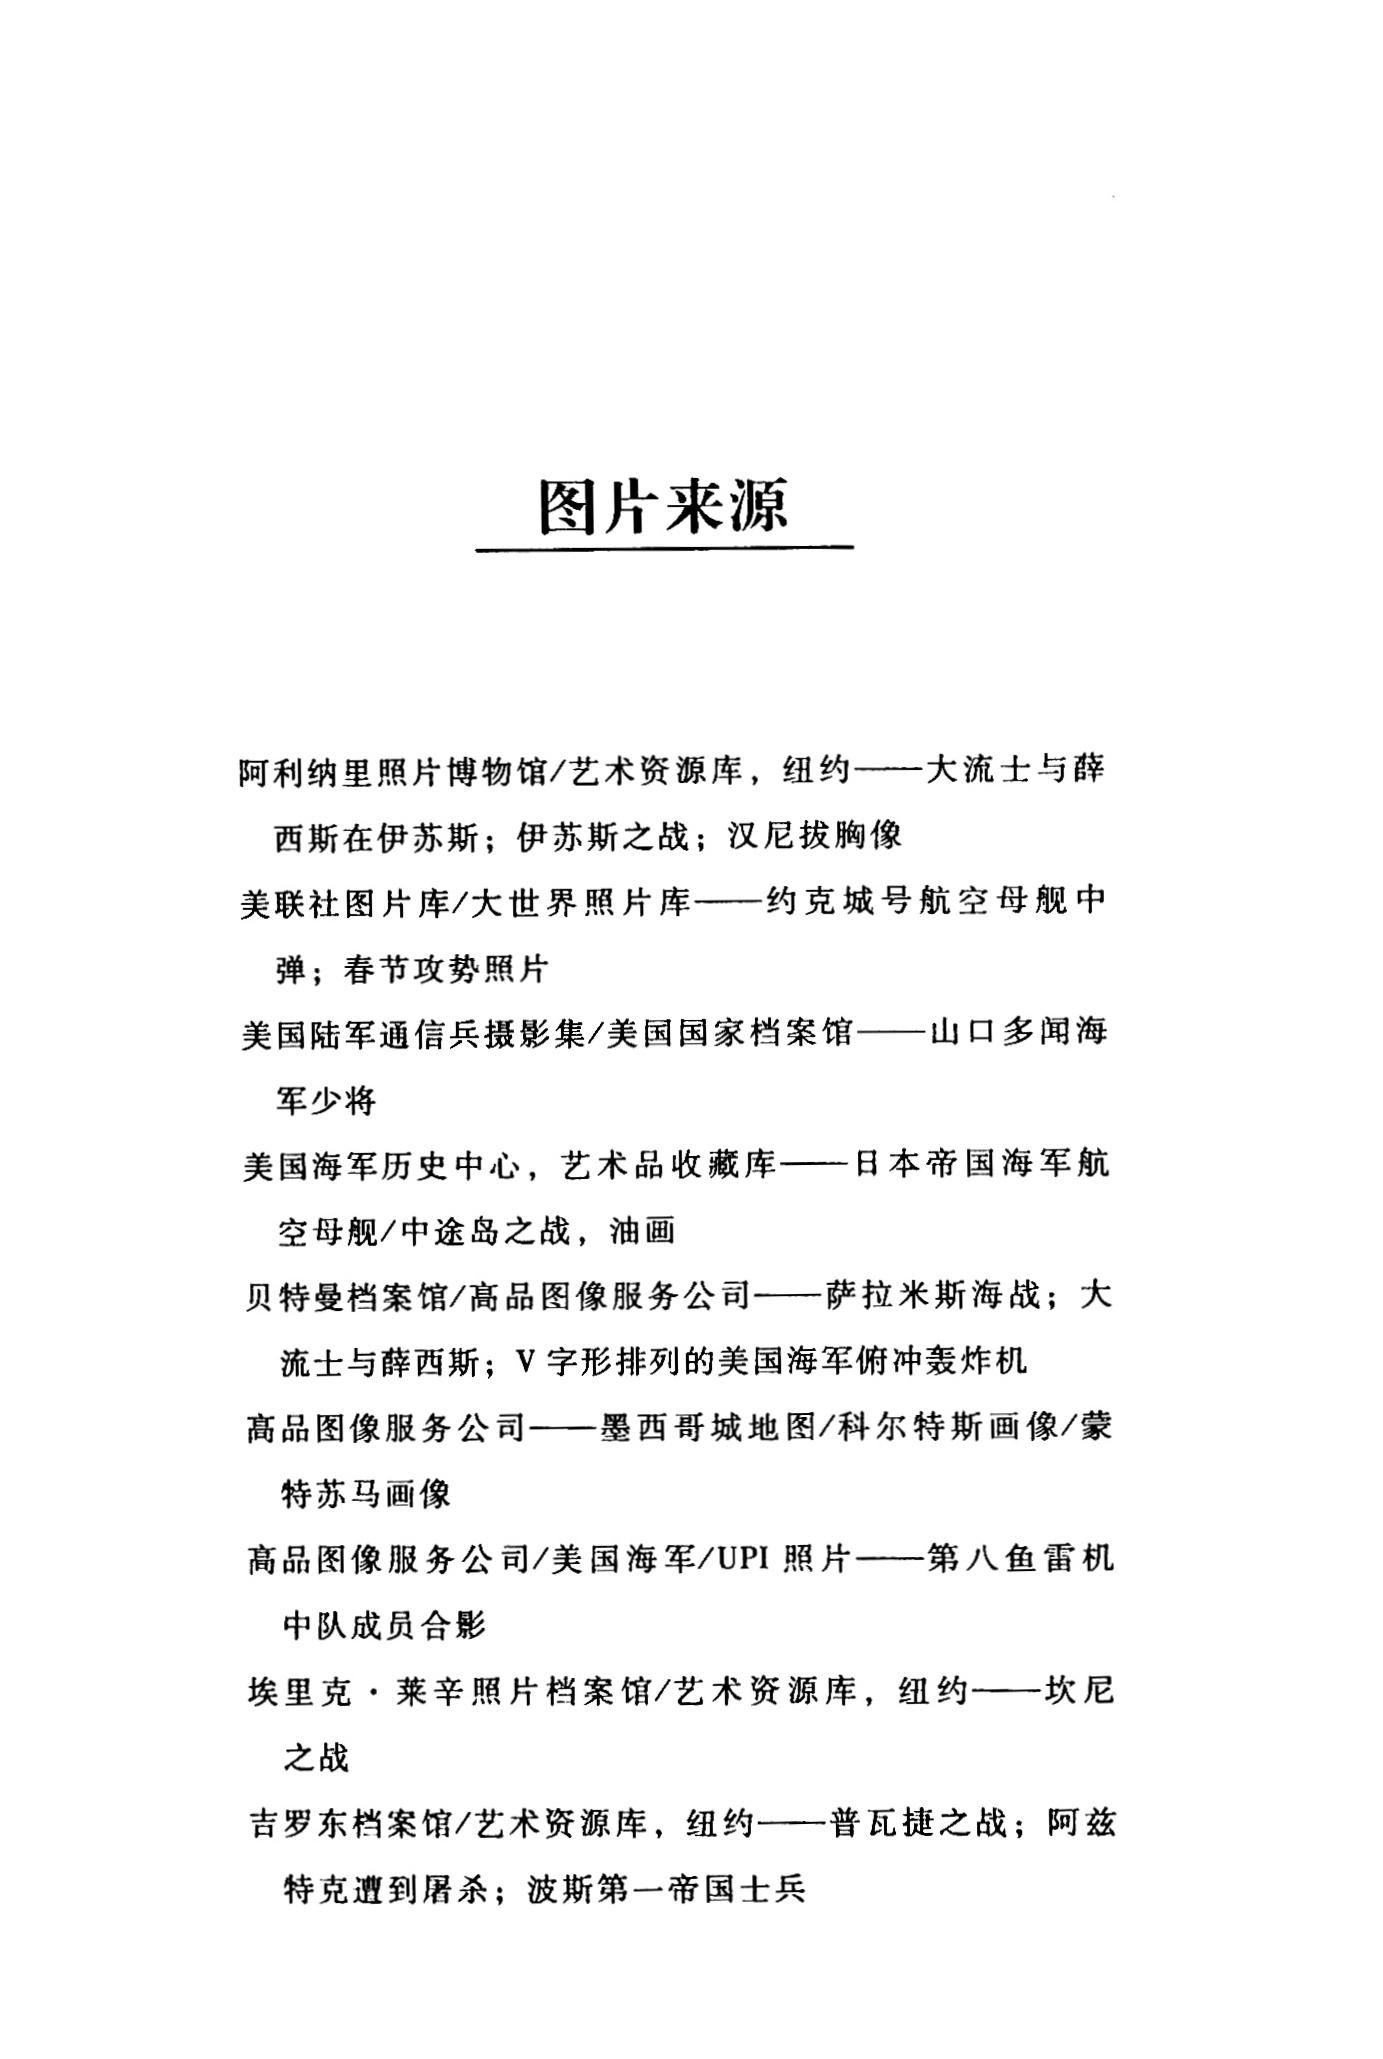 图片来源
阿利纳里照片博物馆/艺术资源库，纽约——大流士与薛
西斯在伊苏斯；伊苏斯之战；汉尼拔胸像
美联社图片库/大世界照片库——约克城号航空母舰中
弹；春节攻势照片
美国陆军通信兵摄影集/美国国家档案馆——山口多闻海
军少将
美国海军历史中心，艺术品收藏库——日本帝国海军航
空母舰/中途岛之战，油画
贝特曼档案馆/高品图像服务公司——萨拉米斯海战；大
流士与薛西斯；V 字形排列的美国海军俯冲轰炸机
高品图像服务公司——墨西哥城地图/科尔特斯画像/蒙
特苏马画像
高品图像服务公司/美国海军/UPI 照片——第八鱼雷机
中队成员合影
埃里克·莱辛照片档案馆/艺术资源库，纽约——坎尼
之战
吉罗东档案馆/艺术资源库，纽约——普瓦捷之战；阿兹
特克遭到屠杀；波斯第一帝国士兵